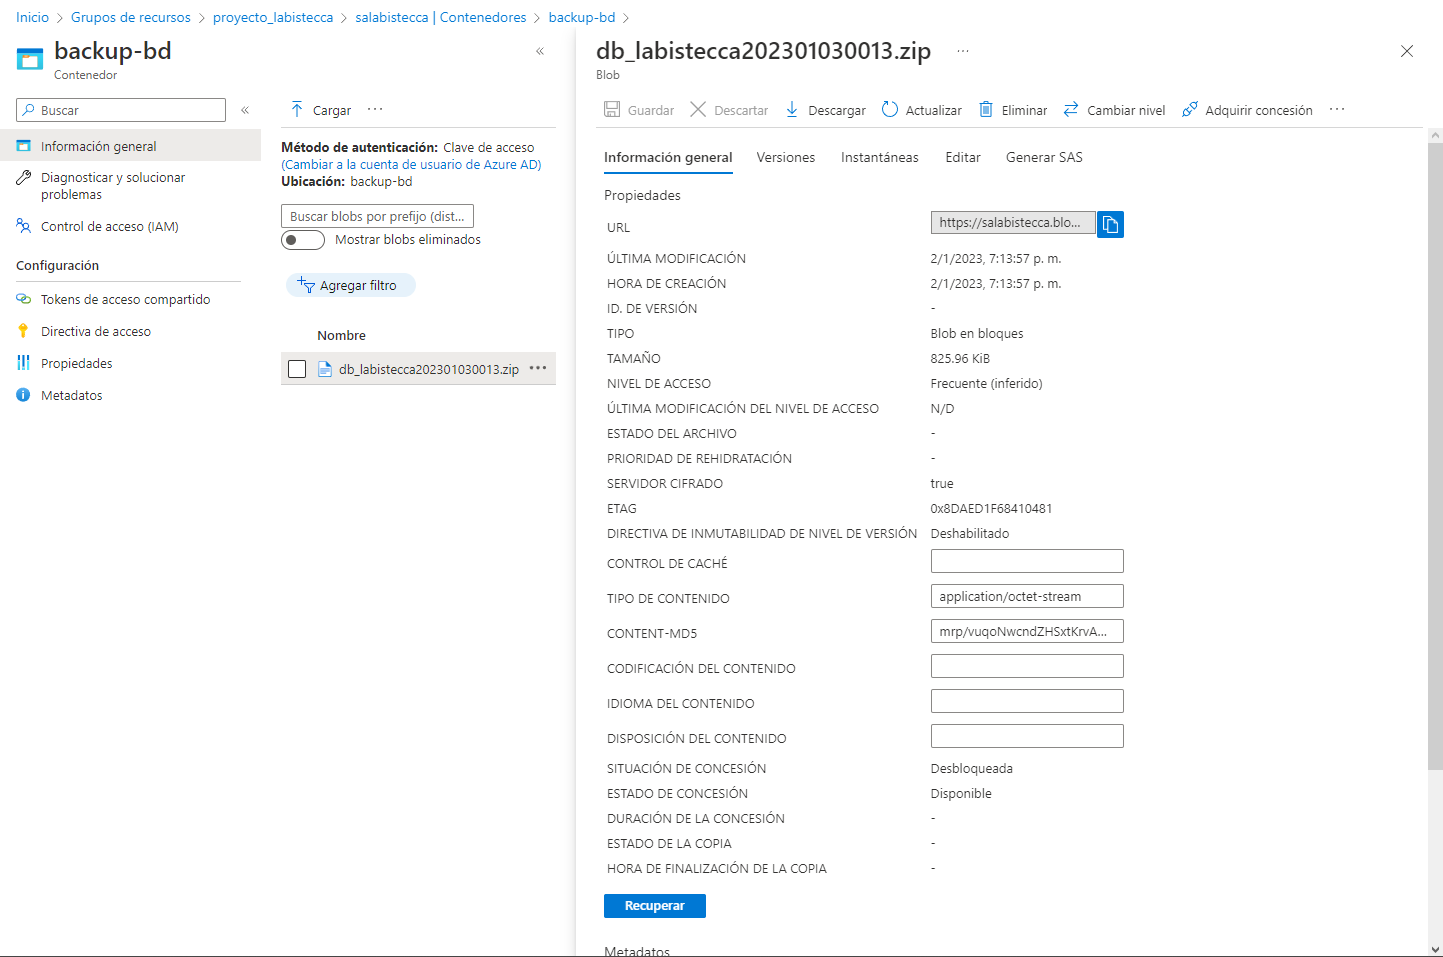 Inicio > Grupos de recursos > proyecto_labistecca > salabistecca | Contenedores > backup-bd >
backup-bd
Contenedor
Buscar
Información general
Diagnosticar y solucionar
problemas
Control de acceso (IAM)
Configuración
Tokens de acceso compartido
Directiva de acceso
Propiedades
Metadatos
Cargar ...
Método de autenticación: Clave de acceso
(Cambiar a la cuenta de usuario de Azure AD)
Ubicación: backup-bd
Buscar blobs por prefijo (dist...
Mostrar blobs eliminados
Agregar filtro
Nombre
db_labistecca202301030013.zip ...
db_labistecca202301030013.zip ...
Blob
Guardar Descartar Descargar Actualizar Eliminar Cambiar nivel Adquirir concesión ...
Información general Versiones Instantáneas Editar Generar SAS
Propiedades
URL https://salabistecca.blo...
ÚLTIMA MODIFICACIÓN 2/1/2023, 7:13:57 p. m.
HORA DE CREACIÓN 2/1/2023, 7:13:57 p. m.
ID. DE VERSIÓN -
TIPO Blob en bloques
TAMAÑO 825.96 KiB
NIVEL DE ACCESO Frecuente (inferido)
ÚLTIMA MODIFICACIÓN DEL NIVEL DE ACCESO N/D
ESTADO DEL ARCHIVO -
PRIORIDAD DE REHIDRATACIÓN -
SERVIDOR CIFRADO true
ETAG 0x8DAED1F68410481
DIRECTIVA DE INMUTABILIDAD DE NIVEL DE VERSIÓN Deshabilitado
CONTROL DE CACHÉ
TIPO DE CONTENIDO application/octet-stream
CONTENT-MD5 mrp/vuqoNwcndZHSxtKrvA...
CODIFICACIÓN DEL CONTENIDO
IDIOMA DEL CONTENIDO
DISPOSICIÓN DEL CONTENIDO
SITUACIÓN DE CONCESIÓN Desbloqueada
ESTADO DE CONCESIÓN Disponible
DURACIÓN DE LA CONCESIÓN -
ESTADO DE LA COPIA -
HORA DE FINALIZACIÓN DE LA COPIA -
Recuperar
Metadatos